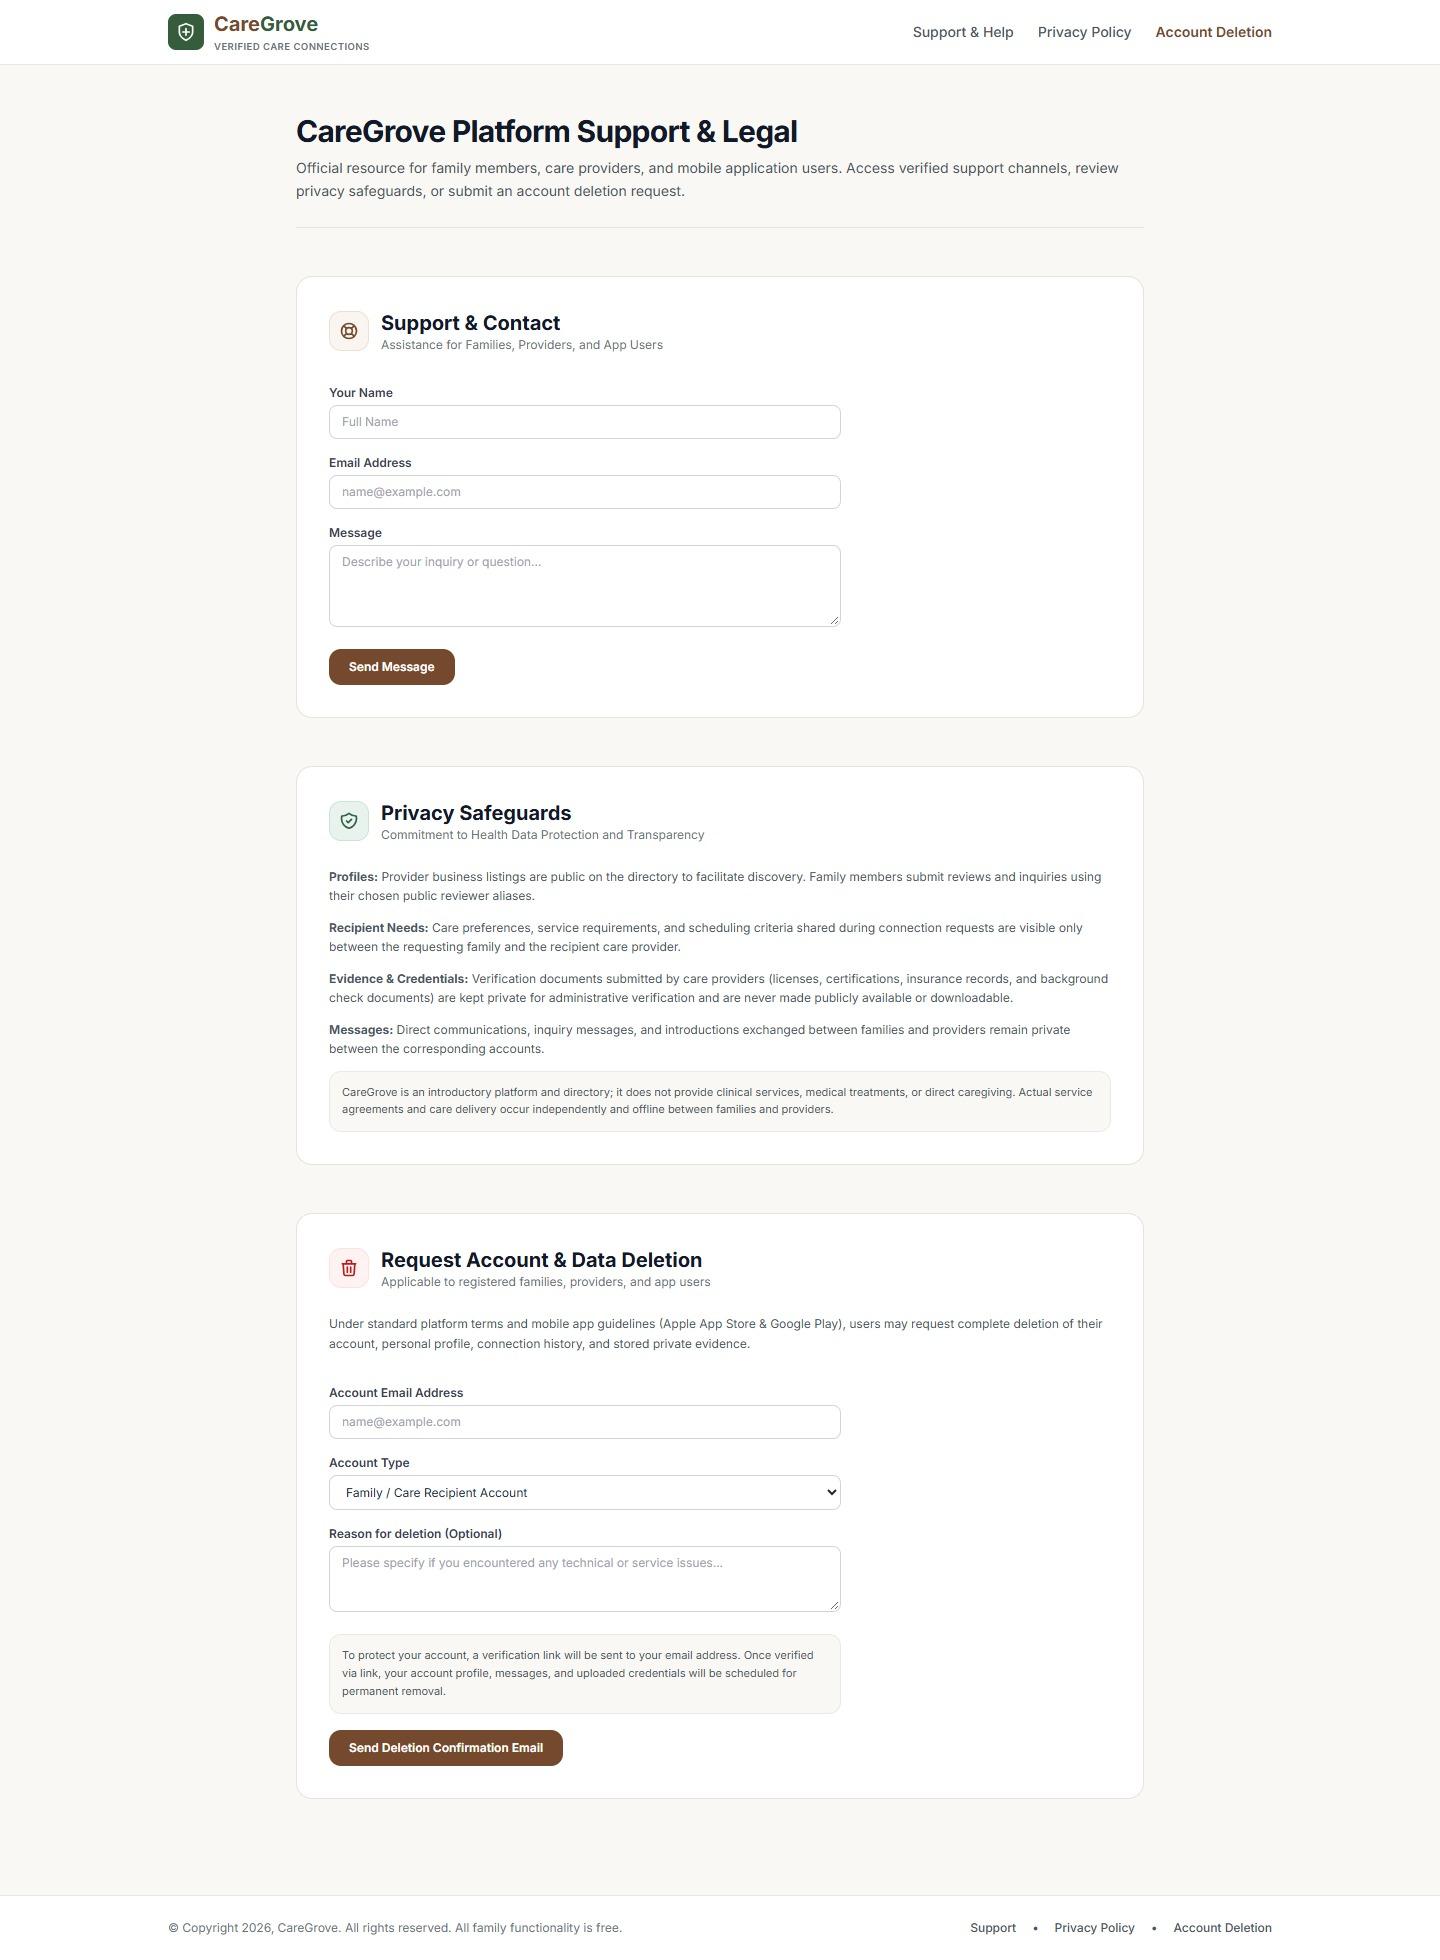 CareGrove
VERIFIED CARE CONNECTIONS
Support & Help
Privacy Policy
Account Deletion
CareGrove Platform Support & Legal
Official resource for family members, care providers, and mobile application users. Access verified support channels, review
privacy safeguards, or submit an account deletion request.
Support & Contact
Assistance for Families, Providers, and App Users
Your Name
Full Name
Email Address
name@example.com
Message
Describe your inquiry or question...
Send Message
Privacy Safeguards
Commitment to Health Data Protection and Transparency
Profiles: Provider business listings are public on the directory to facilitate discovery. Family members submit reviews and inquiries using
their chosen public reviewer aliases.
Recipient Needs: Care preferences, service requirements, and scheduling criteria shared during connection requests are visible only
between the requesting family and the recipient care provider.
Evidence & Credentials: Verification documents submitted by care providers (licenses, certifications, insurance records, and background
check documents) are kept private for administrative verification and are never made publicly available or downloadable.
Messages: Direct communications, inquiry messages, and introductions exchanged between families and providers remain private
between the corresponding accounts.
CareGrove is an introductory platform and directory; it does not provide clinical services, medical treatments, or direct caregiving. Actual service
agreements and care delivery occur independently and offline between families and providers.
Request Account & Data Deletion
Applicable to registered families, providers, and app users
Under standard platform terms and mobile app guidelines (Apple App Store & Google Play), users may request complete deletion of their
account, personal profile, connection history, and stored private evidence.
Account Email Address
name@example.com
Account Type
Family / Care Recipient Account
Reason for deletion (Optional)
Please specify if you encountered any technical or service issues...
To protect your account, a verification link will be sent to your email address. Once verified
via link, your account profile, messages, and uploaded credentials will be scheduled for
permanent removal.
Send Deletion Confirmation Email
© Copyright 2026, CareGrove. All rights reserved. All family functionality is free.
Support • Privacy Policy • Account Deletion